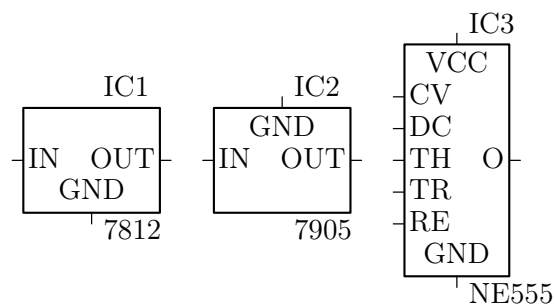 IC1
IN OUT
GND
7812
IC2
GND
IN OUT
7905
IC3
VCC
CV
DC
TH O
TR
RE
GND
NE555